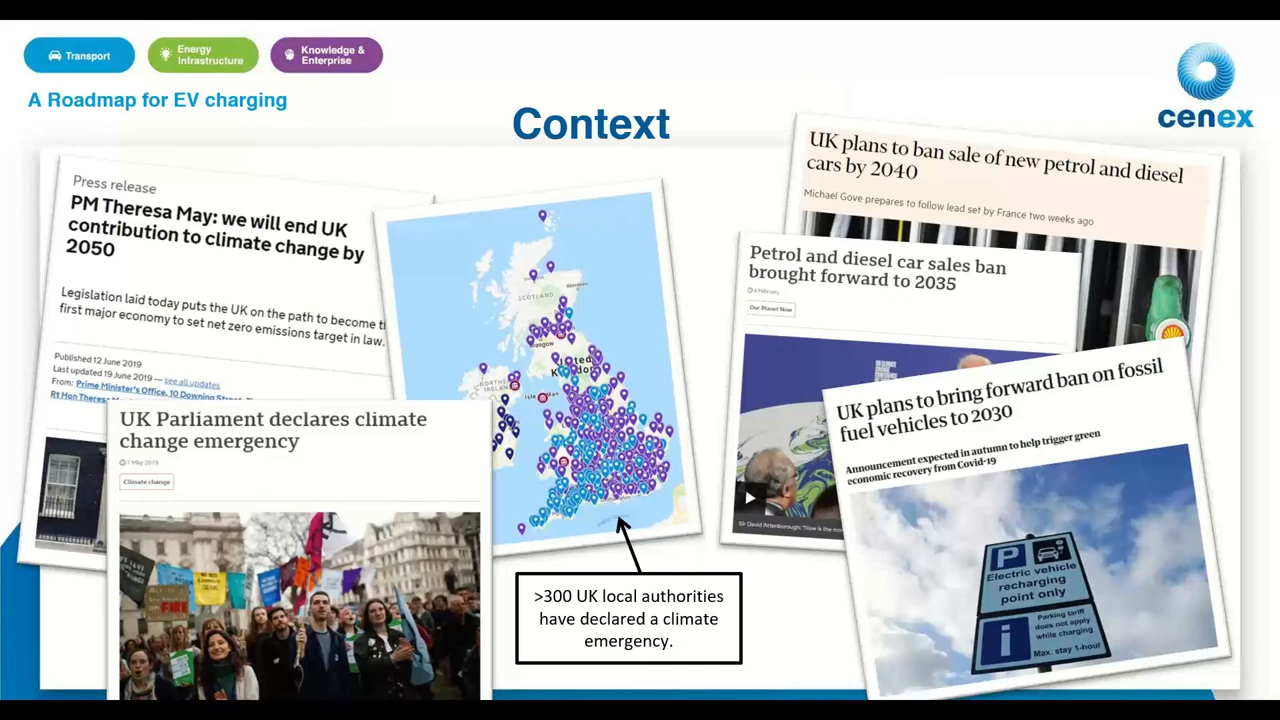 Transport
Energy
Infrastructure
Knowledge &
Enterprise
A Roadmap for EV charging
Context
cenex
Press release
PM Theresa May: we will end UK
contribution to climate change by
2050
Legislation laid today puts the UK on the path to become
first major economy to set net zero emissions target in law.
Published 12 June 2019
Last updated 19 June 2019 — see all updates
From: Prime Minister's Office, 10 Downing Street,
Rt Hon Theresa
UK Parliament declares climate
change emergency
1 May 2019
Climate change
FIRE
SCOTLAND
Aberdeen
Glasgow
United
NORTHERN
Isle of Man
>300 UK local authorities
have declared a climate
emergency.
UK plans to ban sale of new petrol and diesel
cars by 2040
Michael Gove prepares to follow lead set by France two weeks ago
Petrol and diesel car sales ban
brought forward to 2035
4 February
Our Planet Now
Sir David Attenborough: "Now is the
UK plans to bring forward ban on fossil
fuel vehicles to 2030
Announcement expected in autumn to help trigger green
economic recovery from Covid-19
P
Electric vehicle
recharging
point only
i
Parking tariff
does not apply
while charging
Max. stay 1-hour